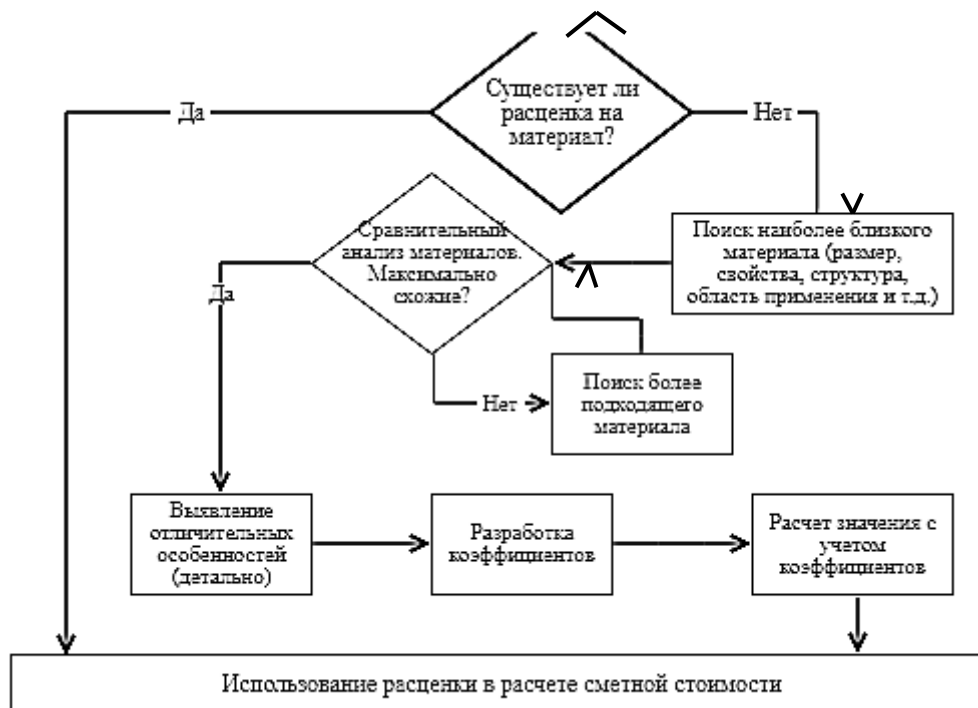 Существует ли
расценка на
материал?
Да
Нет
Поиск наиболее близкого
материала (размер,
свойства, структура,
область применения и т.д.)
Сравнительный
анализ материалов.
Максимально
схожие?
Да
Нет
Поиск более
подходящего
материала
Выявление
отличительных
особенностей
(детально)
Разработка
коэффициентов
Расчет значения с
учетом
коэффициентов
Использование расценки в расчете сметной стоимости